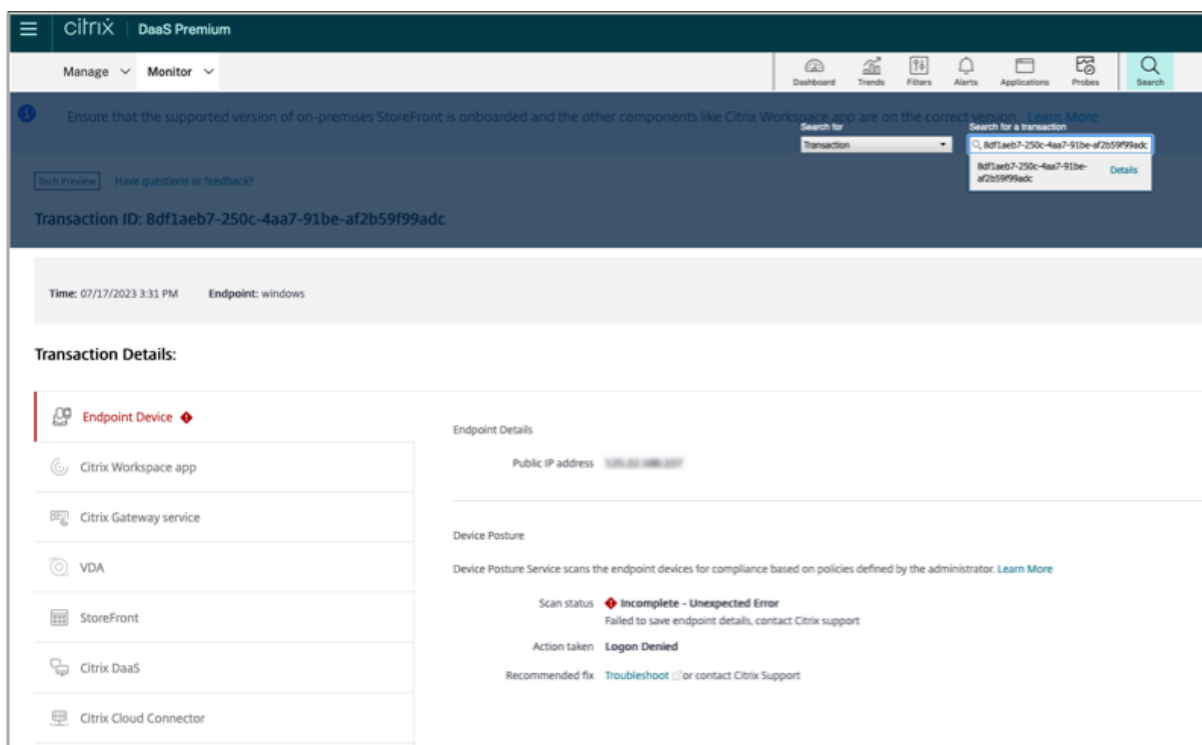 citrix DaaS Premium
Manage Monitor
Dashboard Trends Filters Alerts Applications Probes Search
Ensure that the supported version of on-premises StoreFront is onboarded and the other components like Citrix Workspace app are on the correct version. Learn More
Search for
Transaction
Search for a transaction
8df1aeb7-250c-4aa7-91be-af2b59f99adc
8df1aeb7-250c-4aa7-91be-
af2b59f99adc
Details
Tech Preview Have questions or feedback?
Transaction ID: 8df1aeb7-250c-4aa7-91be-af2b59f99adc
Time: 07/17/2023 3:31 PM Endpoint: windows
Transaction Details:
Endpoint Device
Citrix Workspace app
Citrix Gateway service
VDA
StoreFront
Citrix DaaS
Citrix Cloud Connector
Endpoint Details
Public IP address
Device Posture
Device Posture Service scans the endpoint devices for compliance based on policies defined by the administrator. Learn More
Scan status Incomplete - Unexpected Error
Failed to save endpoint details, contact Citrix support
Action taken Logon Denied
Recommended fix Troubleshoot or contact Citrix Support